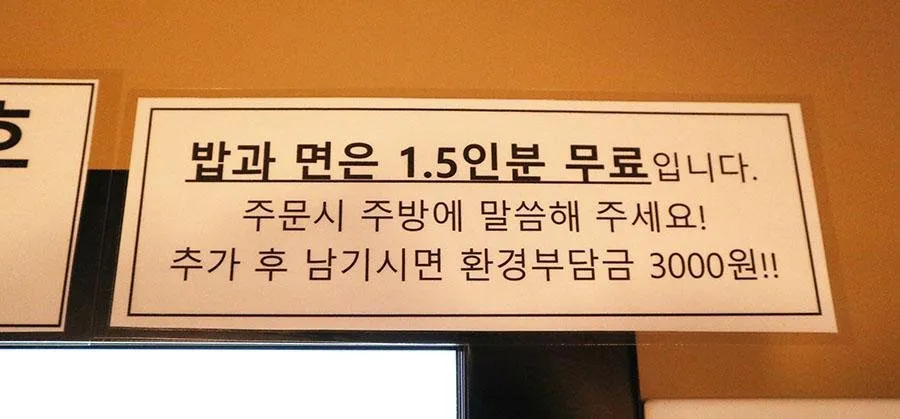 밥과 면은 1.5인분 무료입니다.
주문시 주방에 말씀해 주세요!
추가 후 남기시면 환경부담금 3000원!!